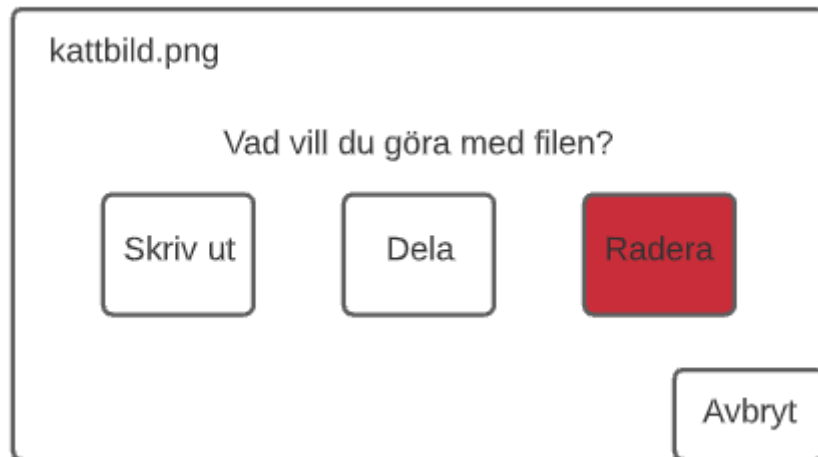 kattbild.png
Vad vill du göra med filen?
Skriv ut
Dela
Radera
Avbryt